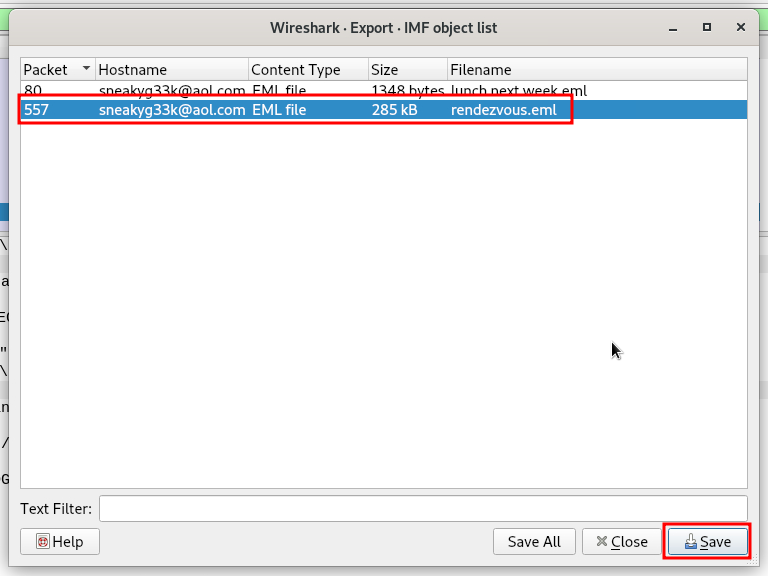 Wireshark · Export · IMF object list
Packet Hostname Content Type Size Filename
80 sneakyg33k@aol.com EML file 1348 bytes lunch next week.eml
557 sneakyg33k@aol.com EML file 285 kB rendezvous.eml
\
a
"
\
/
Text Filter:
Help Save All Close Save